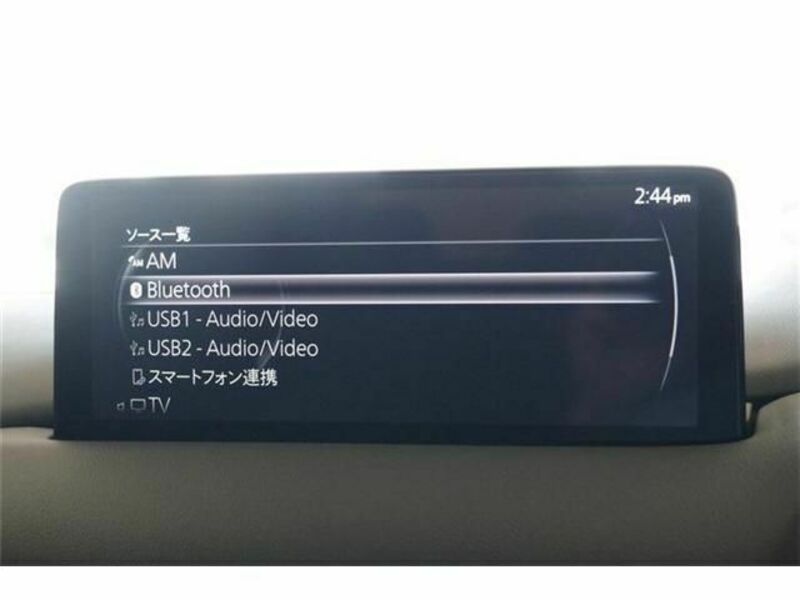 2:44pm
ソース一覧
AM
Bluetooth
USB1 - Audio/Video
USB2 - Audio/Video
スマートフォン連携
TV